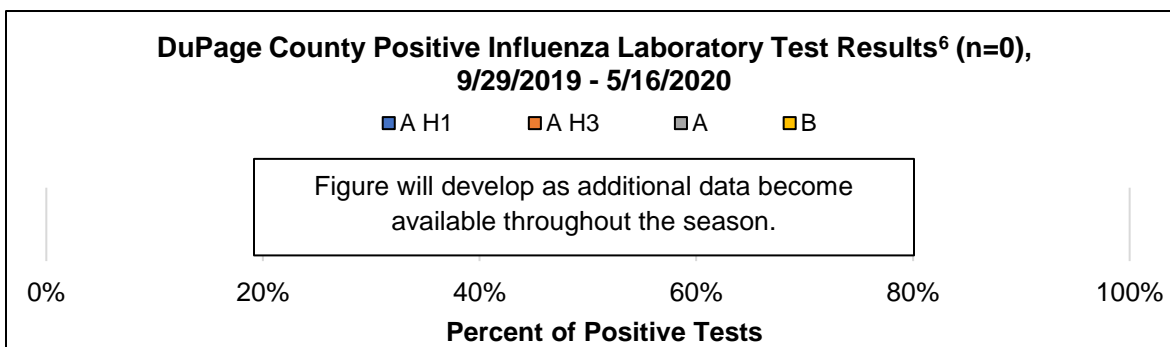 DuPage County Positive Influenza Laboratory Test Results⁶ (n=0),
9/29/2019 - 5/16/2020
A H1 A H3 A B
Figure will develop as additional data become
available throughout the season.
0% 20% 40% 60% 80% 100%
Percent of Positive Tests